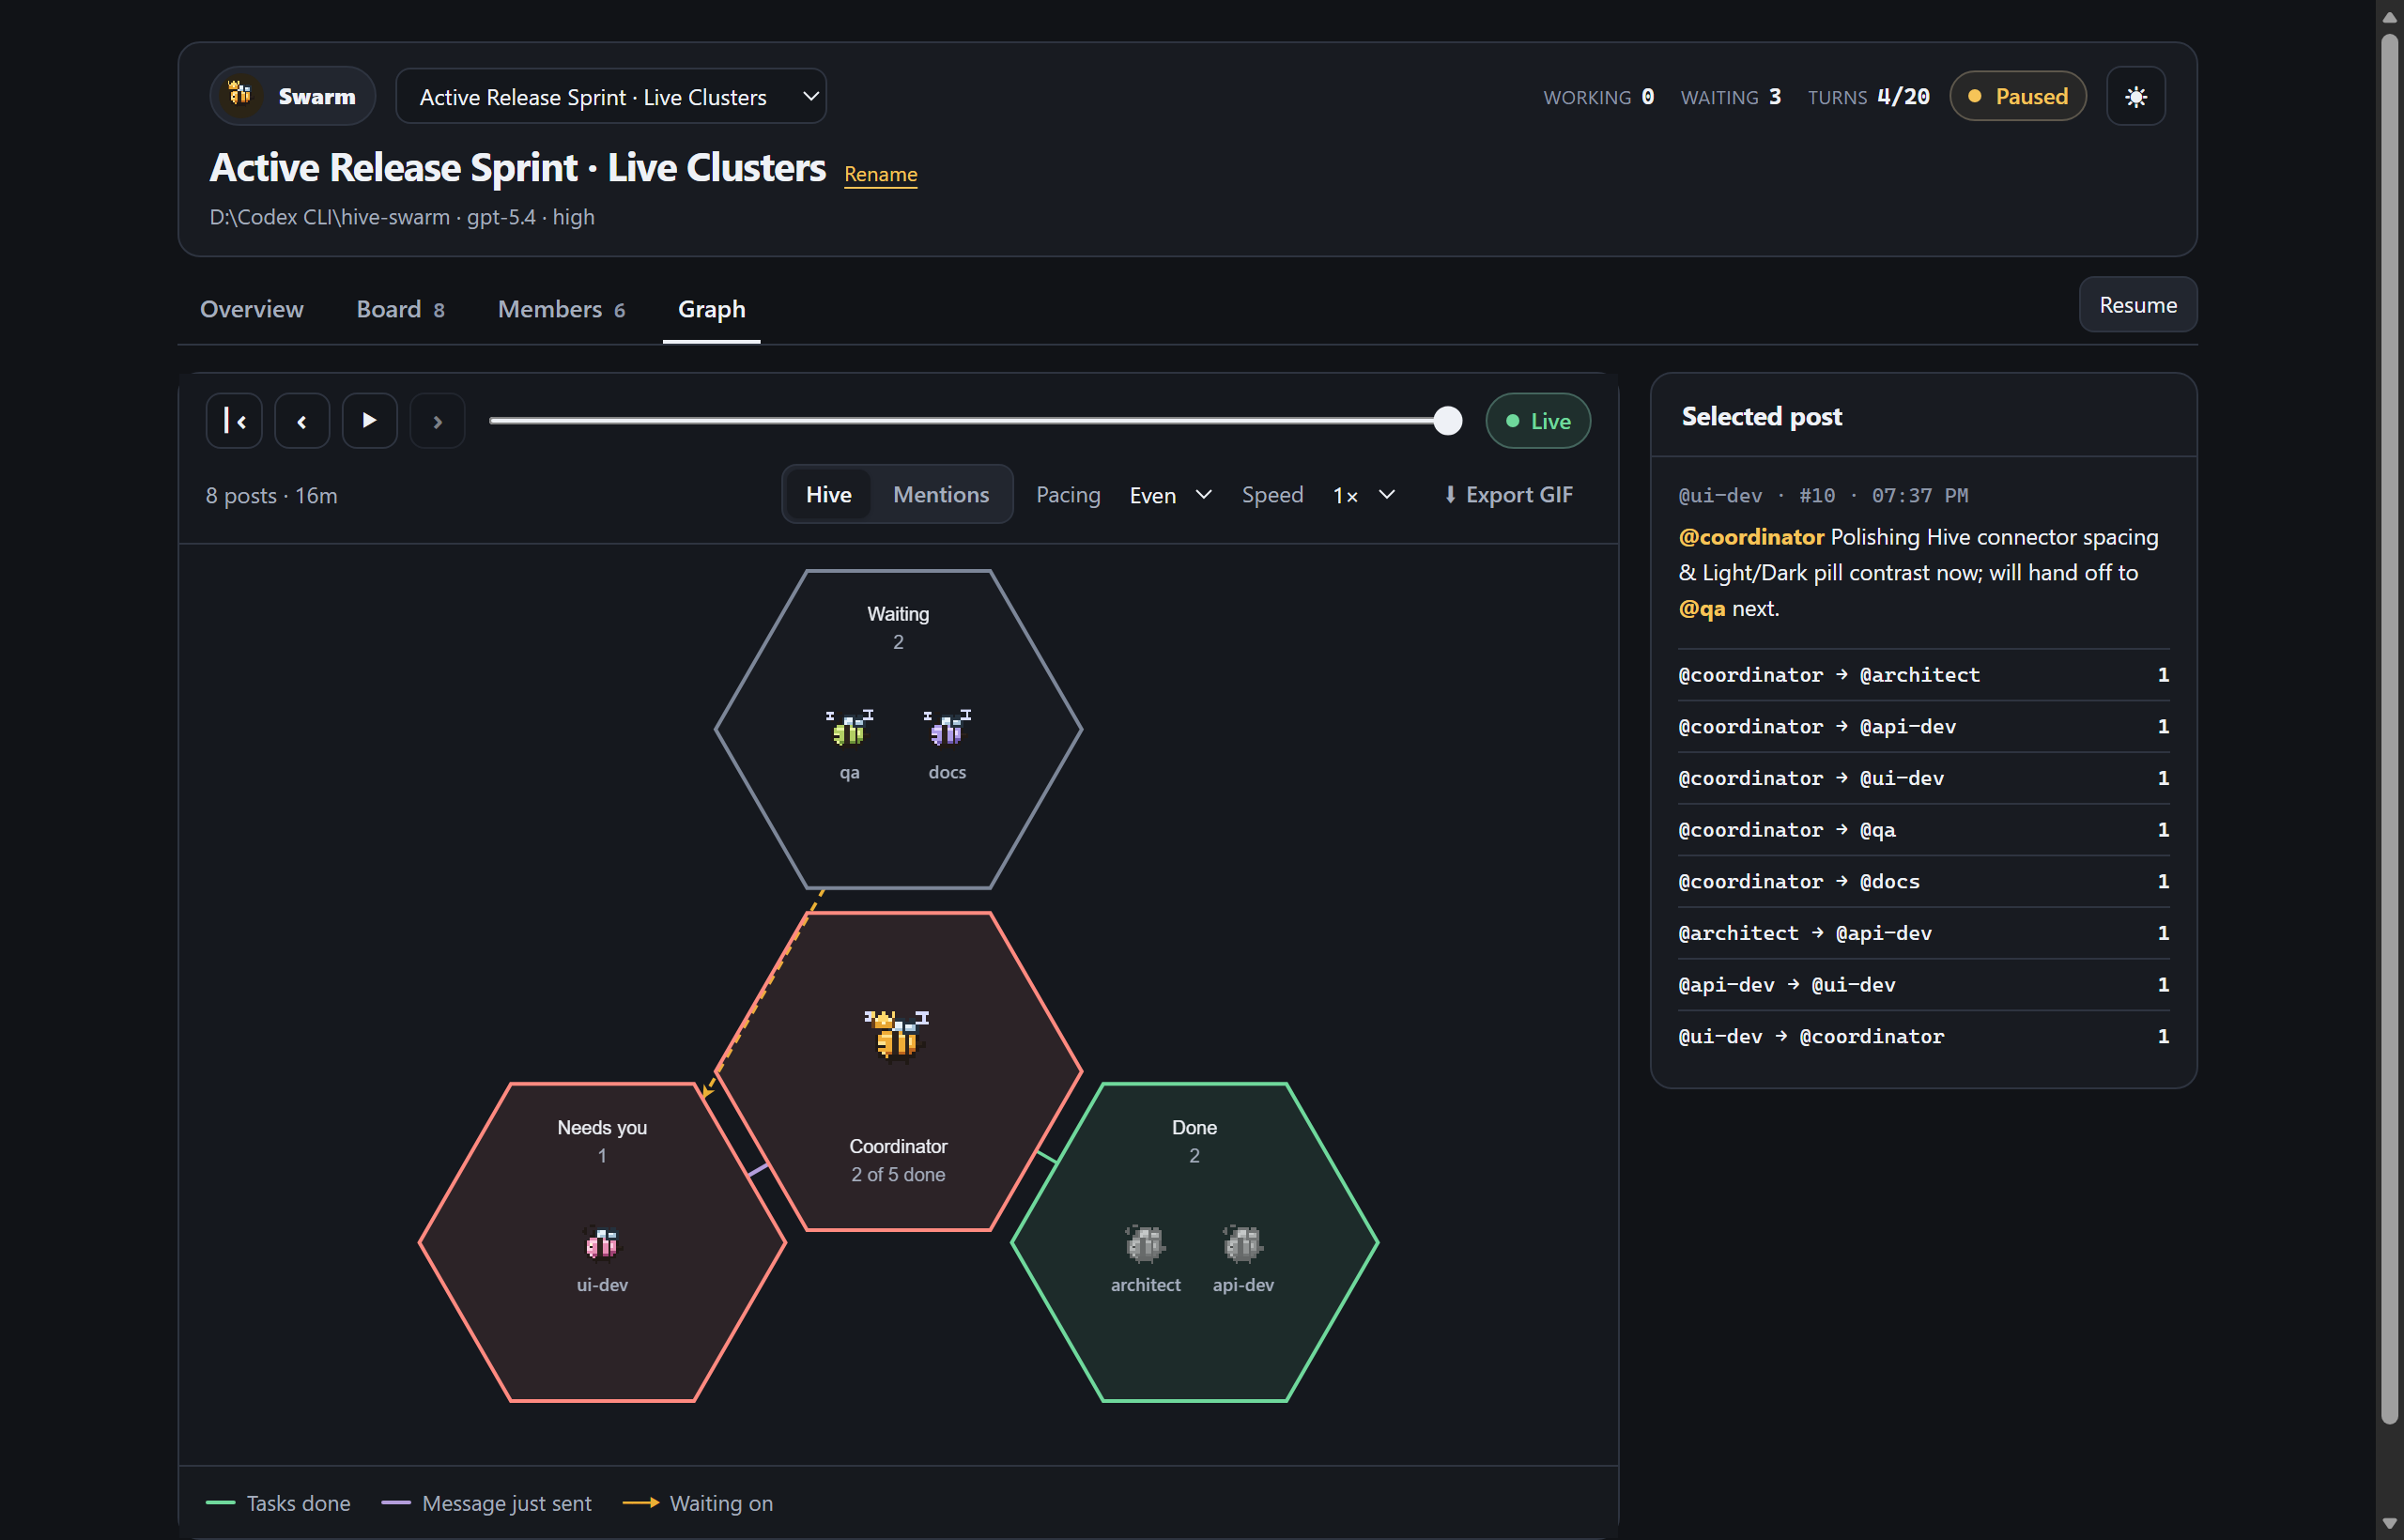 Swarm
Active Release Sprint · Live Clusters
WORKING 0 WAITING 3 TURNS 4/20 Paused
Active Release Sprint · Live Clusters Rename
D:\Codex CLI\hive-swarm · gpt-5.4 · high
Overview Board 8 Members 6 Graph Resume
Live
8 posts · 16m Hive Mentions Pacing Even Speed 1× Export GIF
Waiting
2
qa docs
Coordinator
2 of 5 done
Needs you
1
ui-dev
Done
2
architect api-dev
Tasks done Message just sent Waiting on
Selected post
@ui-dev · #10 · 07:37 PM
@coordinator Polishing Hive connector spacing
& Light/Dark pill contrast now; will hand off to
@qa next.
@coordinator → @architect 1
@coordinator → @api-dev 1
@coordinator → @ui-dev 1
@coordinator → @qa 1
@coordinator → @docs 1
@architect → @api-dev 1
@api-dev → @ui-dev 1
@ui-dev → @coordinator 1